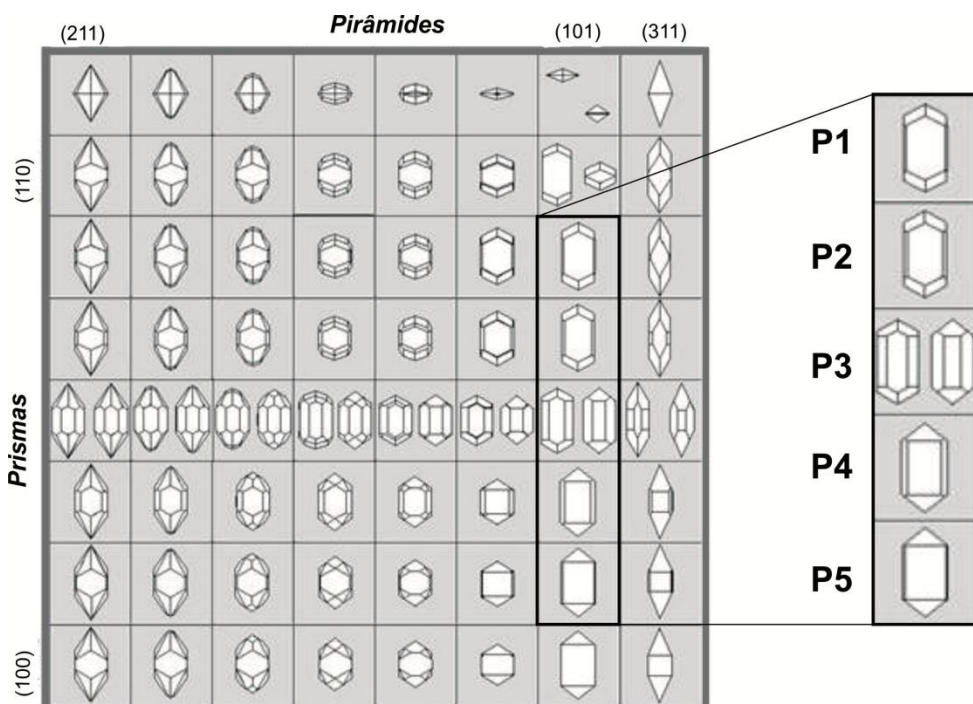 Pirâmides
(211)
(101)
(311)
(110)
Prismas
(100)
P1
P2
P3
P4
P5